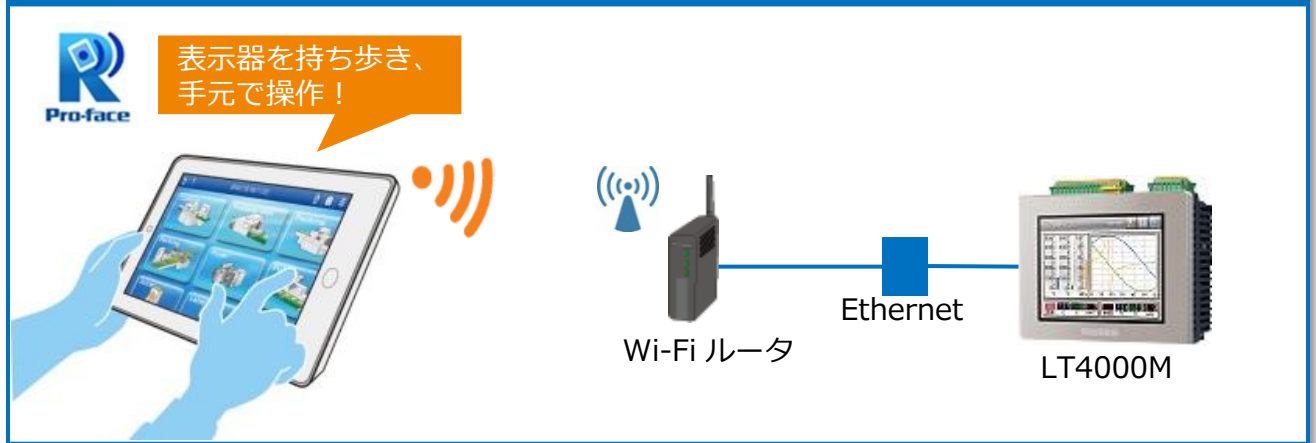 表示器を持ち歩き、
手元で操作！
Pro-face
Ethernet
Wi-Fi ルータ
LT4000M